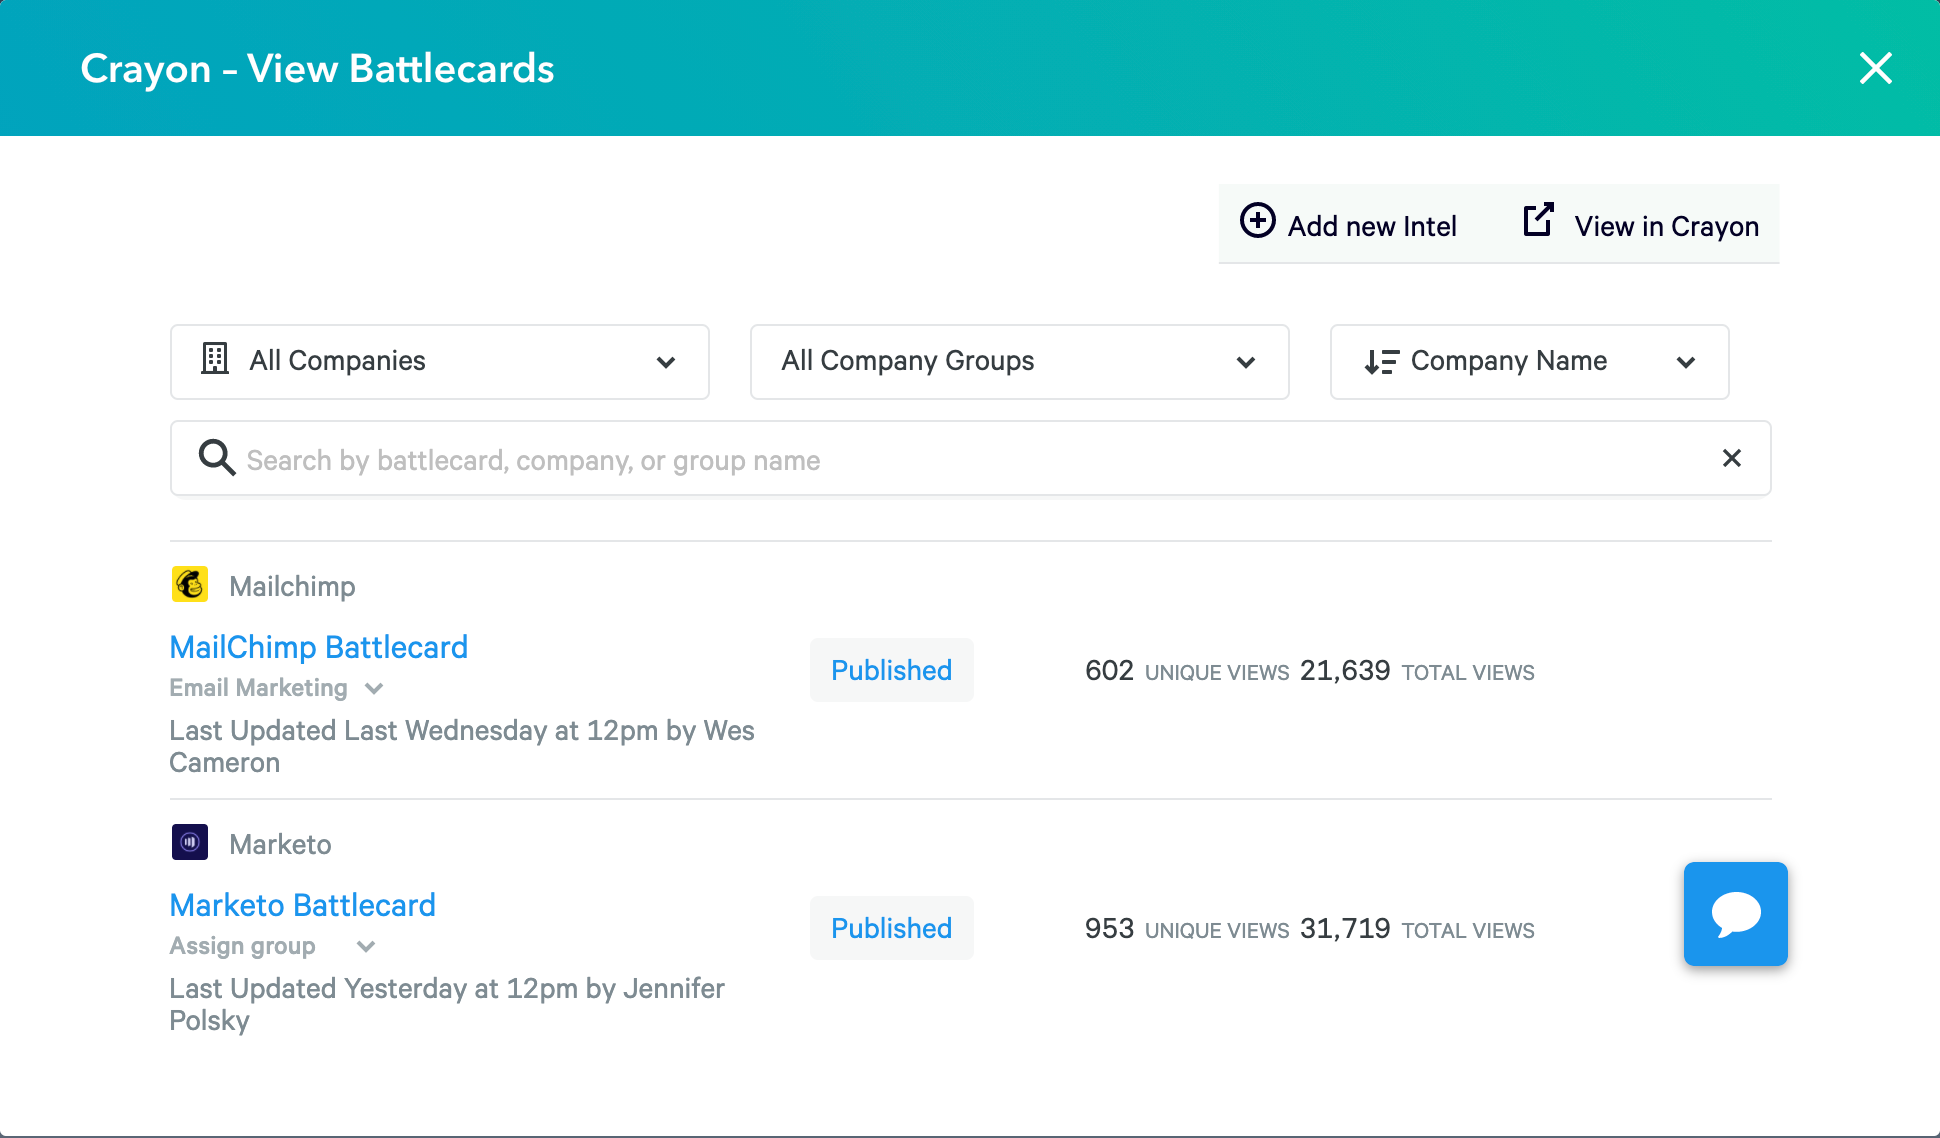 Crayon - View Battlecards
Add new Intel View in Crayon
All Companies All Company Groups Company Name
Search by battlecard, company, or group name
Mailchimp
MailChimp Battlecard
Email Marketing
Published 602 UNIQUE VIEWS 21,639 TOTAL VIEWS
Last Updated Last Wednesday at 12pm by Wes
Cameron
Marketo
Marketo Battlecard
Assign group
Published 953 UNIQUE VIEWS 31,719 TOTAL VIEWS
Last Updated Yesterday at 12pm by Jennifer
Polsky